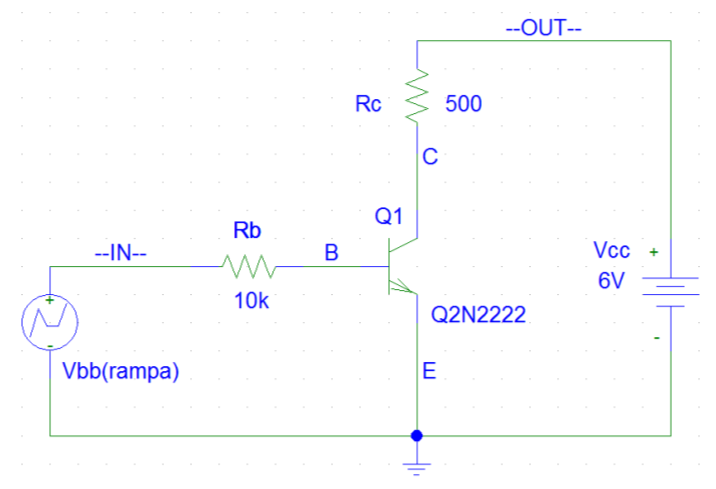 --OUT--
Rc
500
C
Q1
Rb
--IN--
B
Vcc
+
6V
+
10k
Q2N2222
-
-
Vbb(rampa)
E